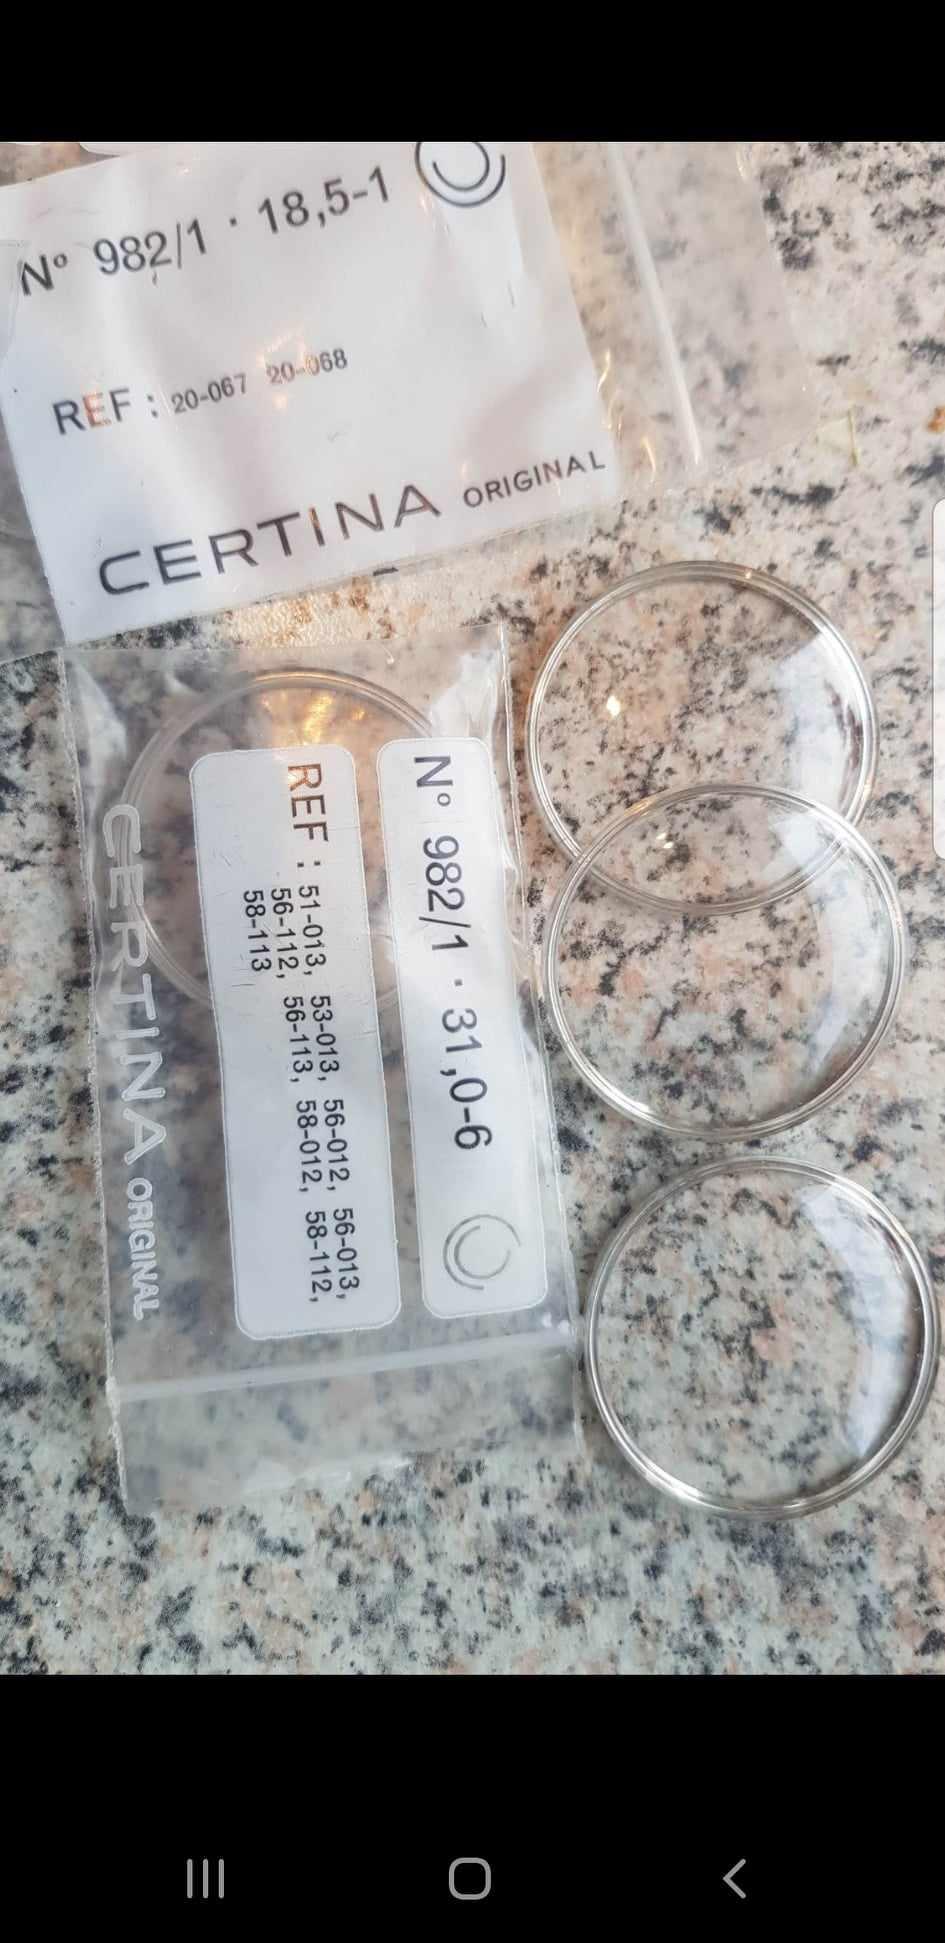 N° 982/1 · 18,5-1
REF : 20-067 20-068
CERTINA ORIGINAL
N° 982/1 · 31,0-6
REF : 51-013, 53-013, 56-012, 56-013,
56-112, 56-113, 58-012, 58-112,
58-113
CERTINA ORIGINAL